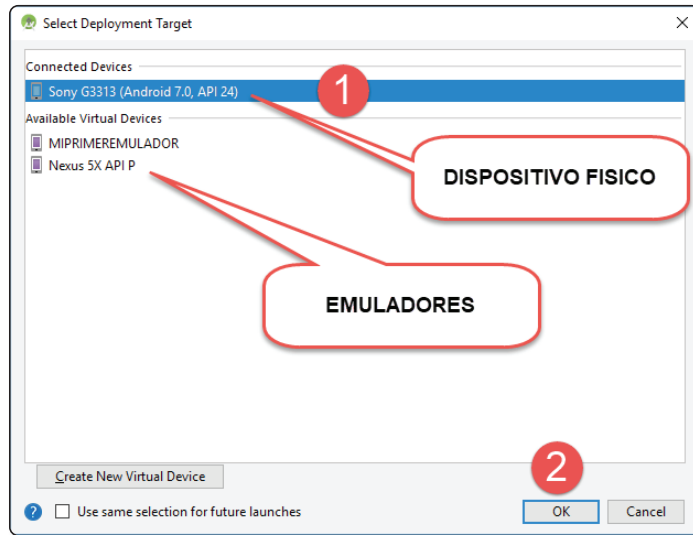 Select Deployment Target
Connected Devices
Sony G3313 (Android 7.0, API 24)
1
Available Virtual Devices
MIPRIMEREMULADOR
Nexus 5X API P
DISPOSITIVO FISICO
EMULADORES
Create New Virtual Device
2
? Use same selection for future launches
OK
Cancel